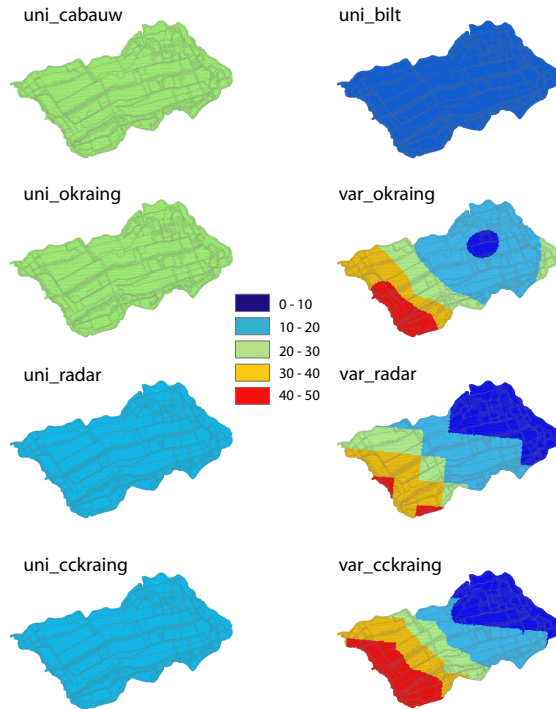 uni_cabauw
uni_bilt
uni_okraing
var_okraing
0 - 10
10 - 20
20 - 30
30 - 40
40 - 50
uni_radar
var_radar
uni_cckraing
var_cckraing